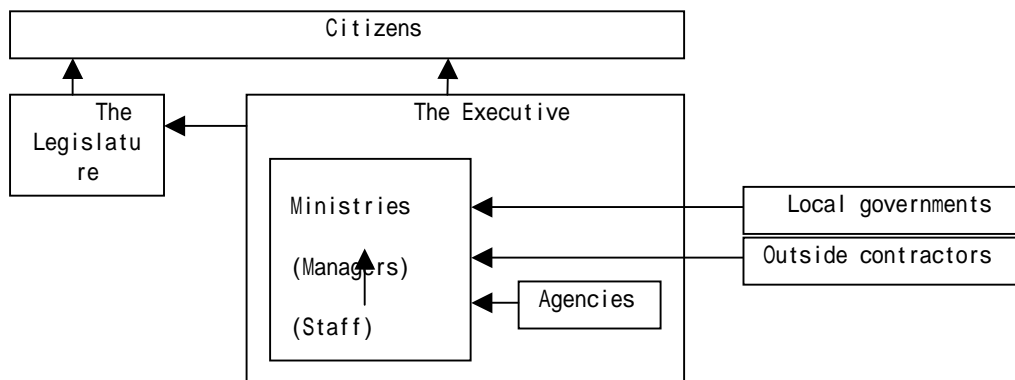 Citizens
The
Legislatu
re
The Executive
Ministries
(Managers)
(Staff)
Local governments
Outside contractors
Agencies